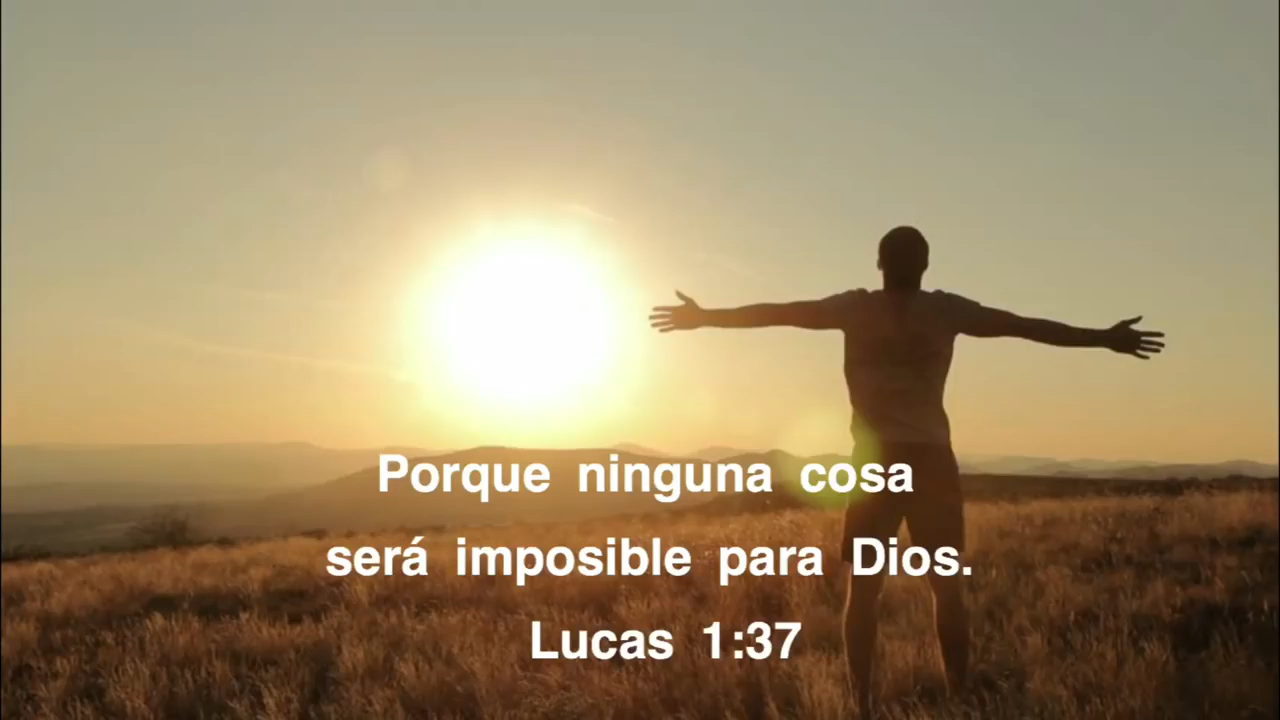 Porque ninguna cosa
será imposible para Dios.
Lucas 1:37